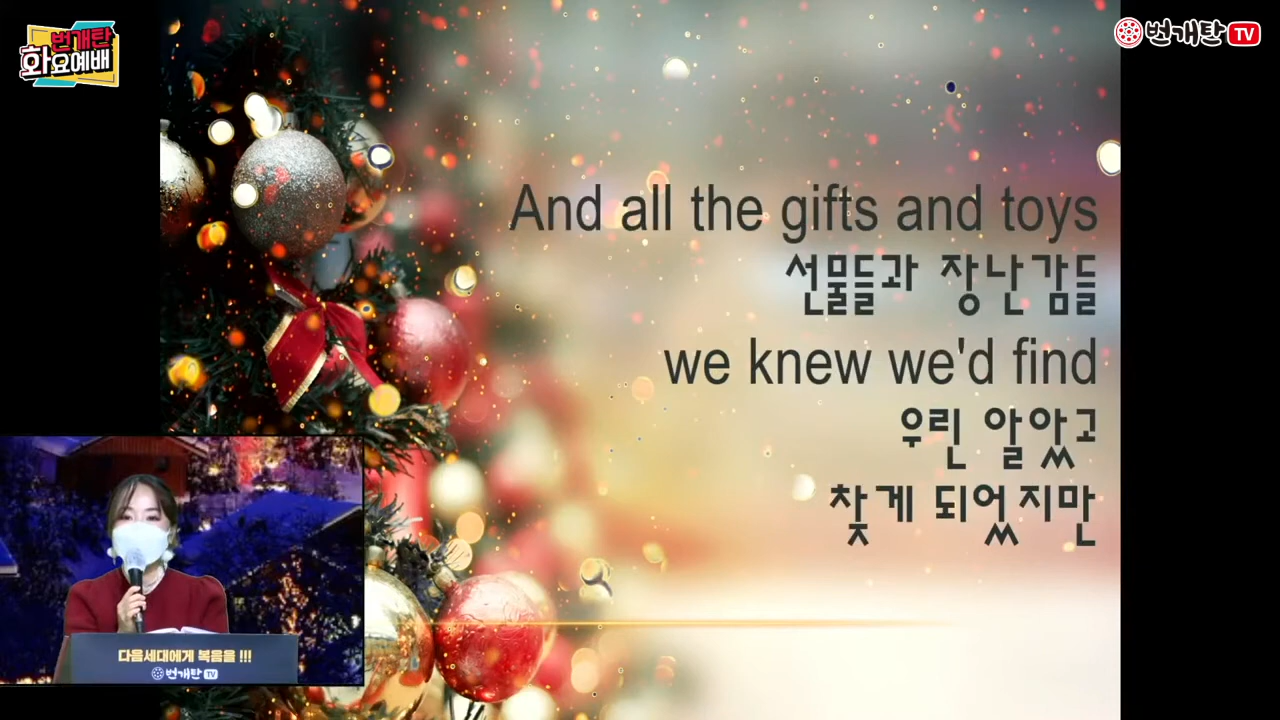 번개탄
화요예배
번개탄 TV
And all the gifts and toys
선물들과 장난감들
we knew we'd find
우린 알았고
찾게 되었지만
다음세대에게 복음을 !!!
번개탄 TV